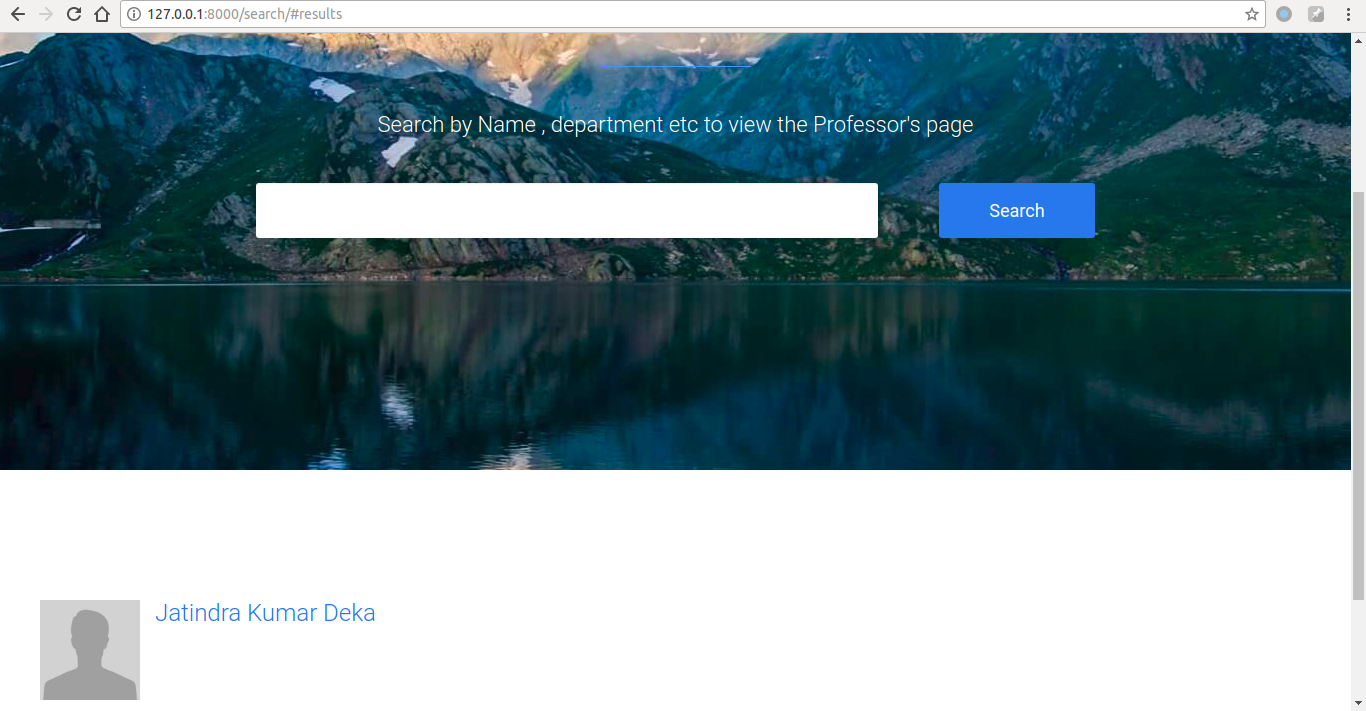 127.0.0.1:8000/search/#results
Search by Name , department etc to view the Professor's page
Search
Jatindra Kumar Deka